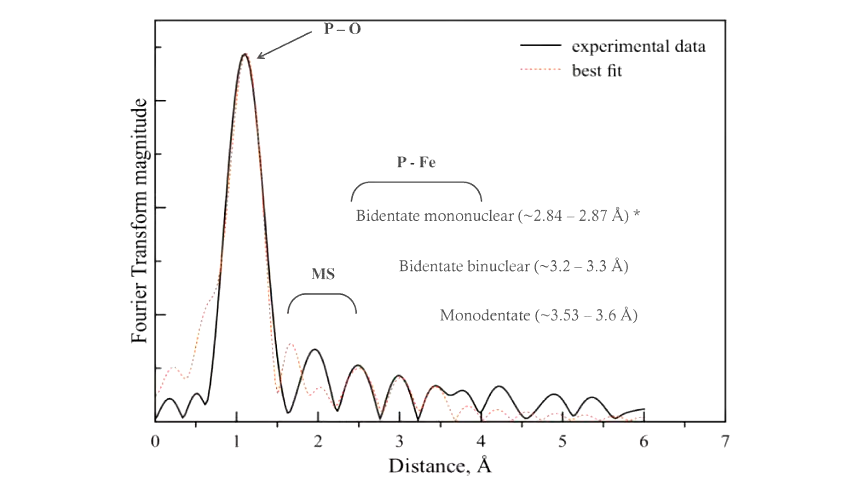 P – O
experimental data
best fit
P - Fe
Bidentate mononuclear (~2.84 – 2.87 Å) *
Bidentate binuclear (~3.2 – 3.3 Å)
MS
Monodentate (~3.53 – 3.6 Å)
Fourier Transform magnitude
0 1 2 3 4 5 6 7
Distance, Å